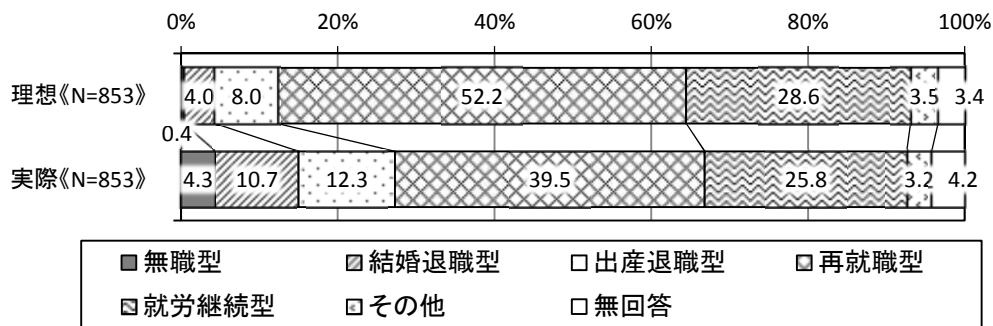 0% 20% 40% 60% 80% 100%
理想《N=853》 4.0 8.0 52.2 28.6 3.5 3.4
0.4
実際《N=853》 4.3 10.7 12.3 39.5 25.8 3.2 4.2
無職型 結婚退職型 出産退職型 再就職型
就労継続型 その他 無回答